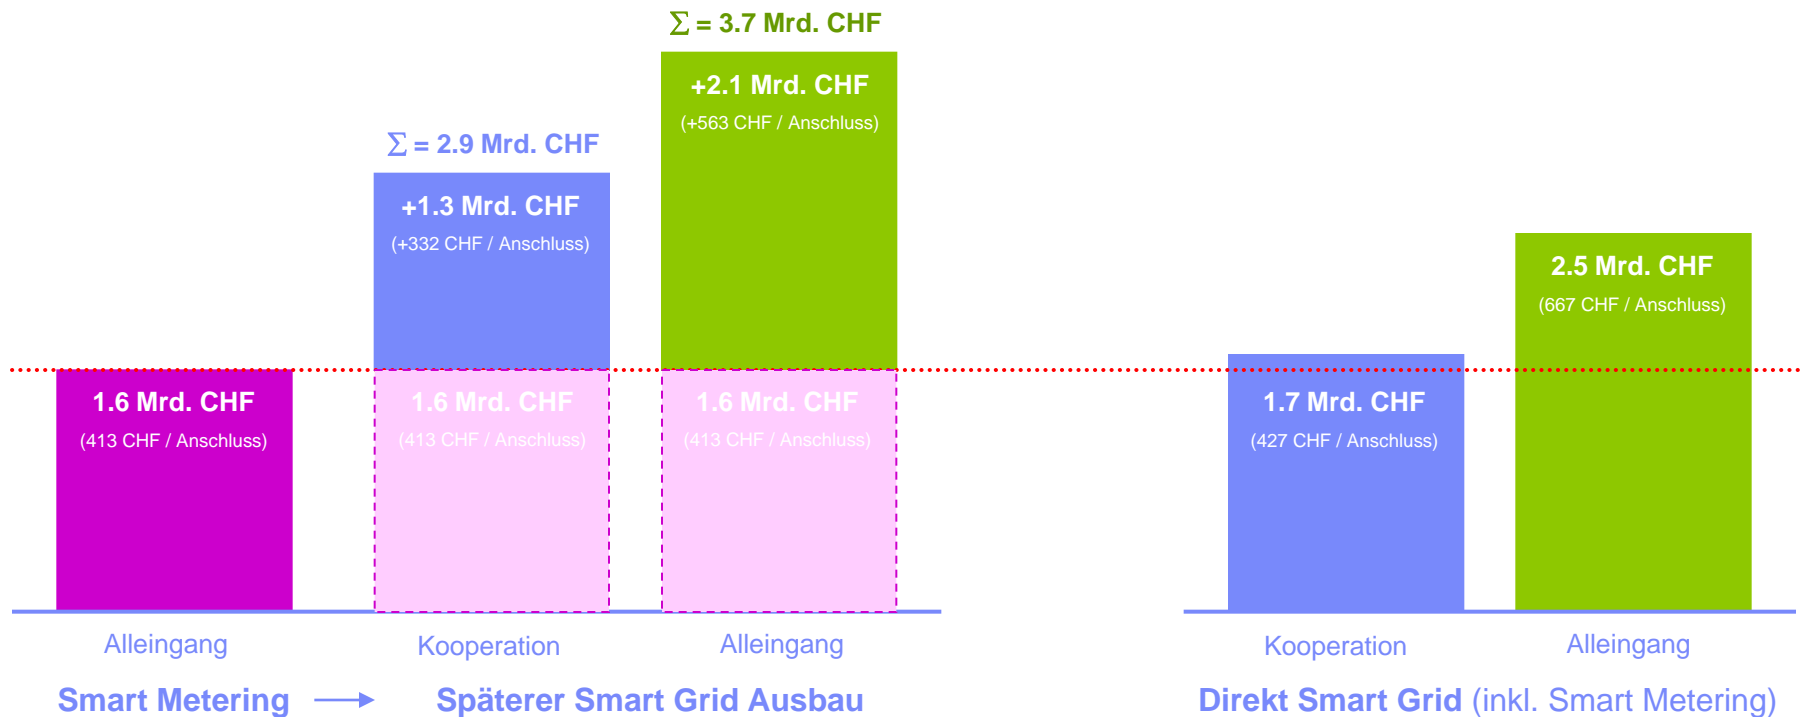 ∑ = 3.7 Mrd. CHF
+2.1 Mrd. CHF
(+563 CHF / Anschluss)
∑ = 2.9 Mrd. CHF
+1.3 Mrd. CHF
(+332 CHF / Anschluss)
2.5 Mrd. CHF
(667 CHF / Anschluss)
1.6 Mrd. CHF
(413 CHF / Anschluss)
1.6 Mrd. CHF
(413 CHF / Anschluss)
1.6 Mrd. CHF
(413 CHF / Anschluss)
1.7 Mrd. CHF
(427 CHF / Anschluss)
Alleingang
Kooperation
Alleingang
Kooperation
Alleingang
Smart Metering
Späterer Smart Grid Ausbau
Direkt Smart Grid (inkl. Smart Metering)